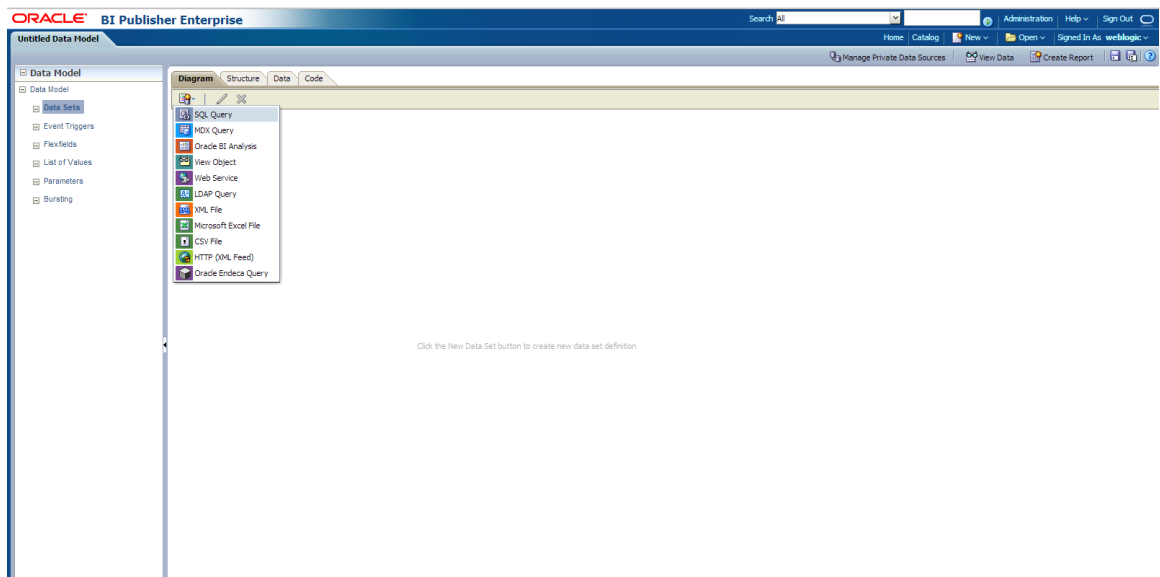 ORACLE BI Publisher Enterprise Search All Administration Help Sign Out
Untitled Data Model Home Catalog New Open Signed In As weblogic
Manage Private Data Sources View Data Create Report
Data Model
Data Model
Data Sets
Event Triggers
Flexfields
List of Values
Parameters
Bursting
Diagram Structure Data Code
SQL Query
MDX Query
Oracle BI Analysis
View Object
Web Service
LDAP Query
XML File
Microsoft Excel File
CSV File
HTTP (XML Feed)
Oracle Endeca Query
Click the New Data Set button to create new data set definition